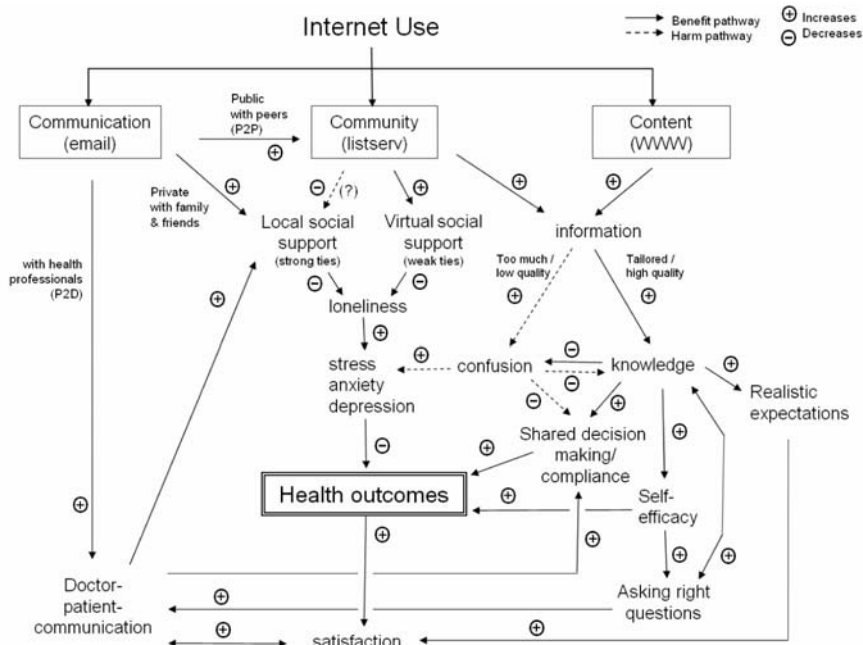 Internet Use
Benefit pathway
Harm pathway
⊕ Increases
⊖ Decreases
Communication
(email)
Public
with peers
(P2P)
⊕
Community
(listserv)
Content
(WWW)
Private
with family
& friends
⊕
⊖ (?)
⊕
⊕
⊕
Local social
support
(strong ties)
Virtual social
support
(weak ties)
information
with health
professionals
(P2D)
⊕
⊖
⊖
Too much /
low quality
⊕
Tailored /
high quality
⊕
loneliness
⊕
stress
anxiety
depression
⊕
confusion
⊖
⊖
knowledge
⊕
Realistic
expectations
⊖
⊕
⊕
⊖
⊕
Shared decision
making/
compliance
Health outcomes
⊕
Self-
efficacy
⊕
⊕
⊕
⊕
⊕
Doctor-
patient-
communication
⊕
Asking right
questions
⊕
⊕
satisfaction